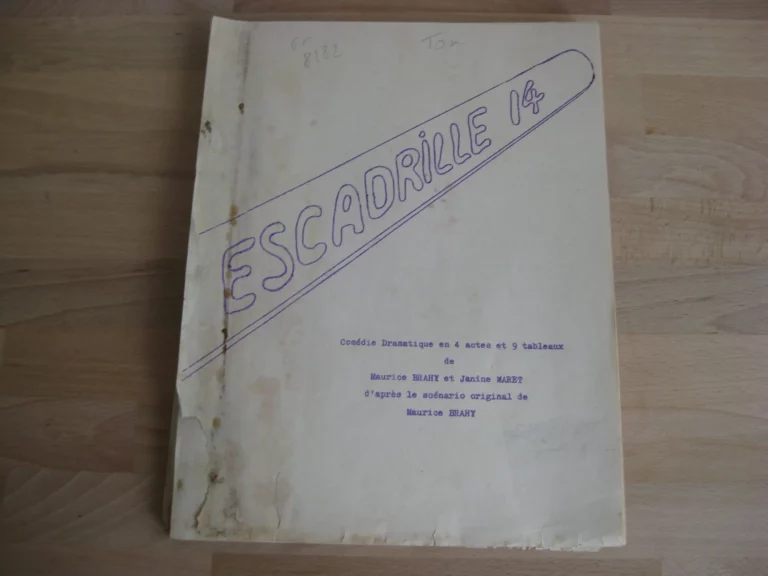 8182
ESCADRILLE 14
Comédie Dramatique en 4 actes et 9 tableaux
de
Maurice BRAHY et Janine MARET
d'après le scénario original de
Maurice BRAHY